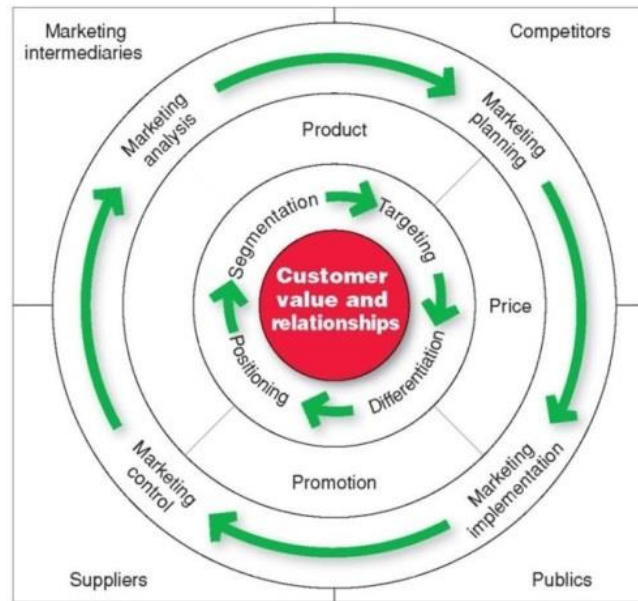 Marketing
intermediaries
Competitors
Marketing
analysis
Marketing
planning
Product
Segmentation
Targeting
Customer
value and
relationships
Price
Positioning
Differentiation
Promotion
Marketing
control
Marketing
implementation
Suppliers
Publics